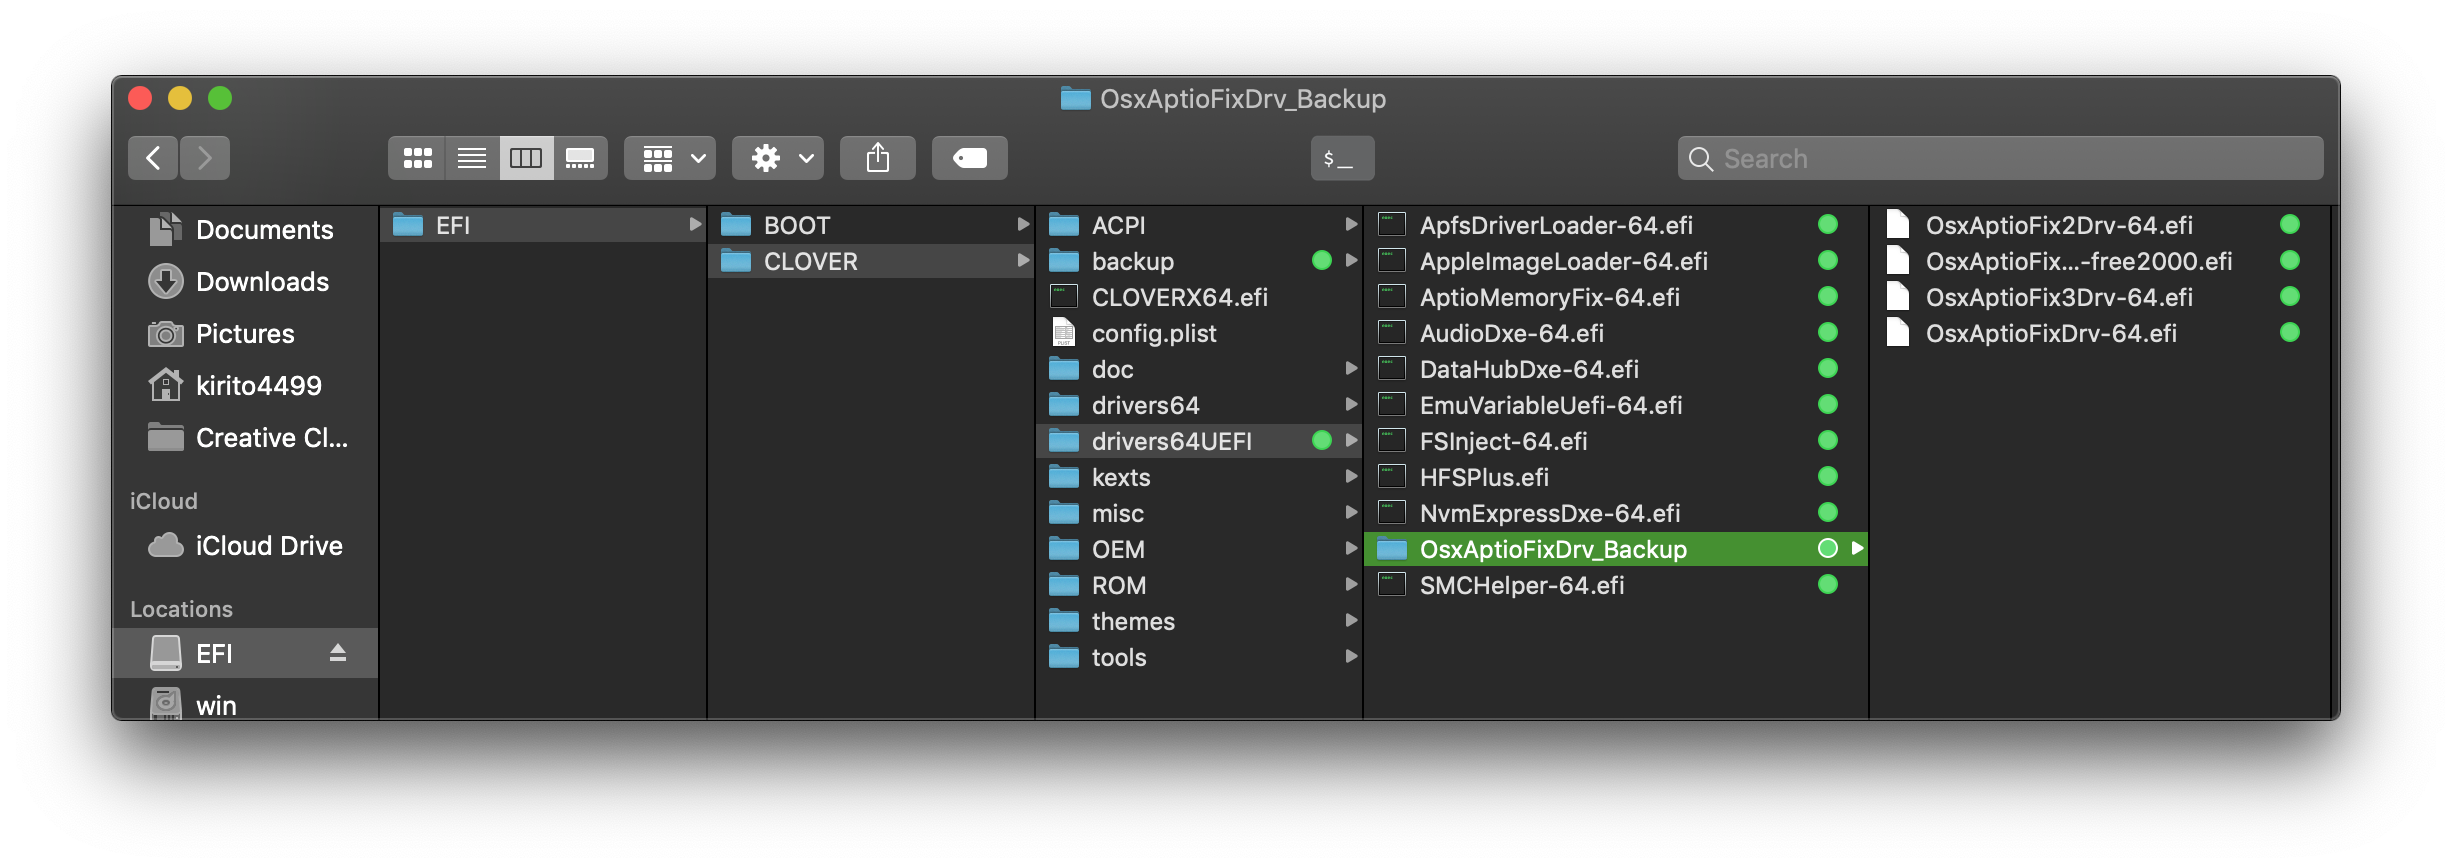 OsxAptioFixDrv_Backup
$_
Search
Documents
Downloads
Pictures
kirito4499
Creative Cl...
iCloud
iCloud Drive
Locations
EFI
win
EFI
BOOT
CLOVER
ACPI
backup
CLOVERX64.efi
config.plist
doc
drivers64
drivers64UEFI
kexts
misc
OEM
ROM
themes
tools
ApfsDriverLoader-64.efi
AppleImageLoader-64.efi
AptioMemoryFix-64.efi
AudioDxe-64.efi
DataHubDxe-64.efi
EmuVariableUefi-64.efi
FSInject-64.efi
HFSPlus.efi
NvmExpressDxe-64.efi
OsxAptioFixDrv_Backup
SMCHelper-64.efi
OsxAptioFix2Drv-64.efi
OsxAptioFix...-free2000.efi
OsxAptioFix3Drv-64.efi
OsxAptioFixDrv-64.efi